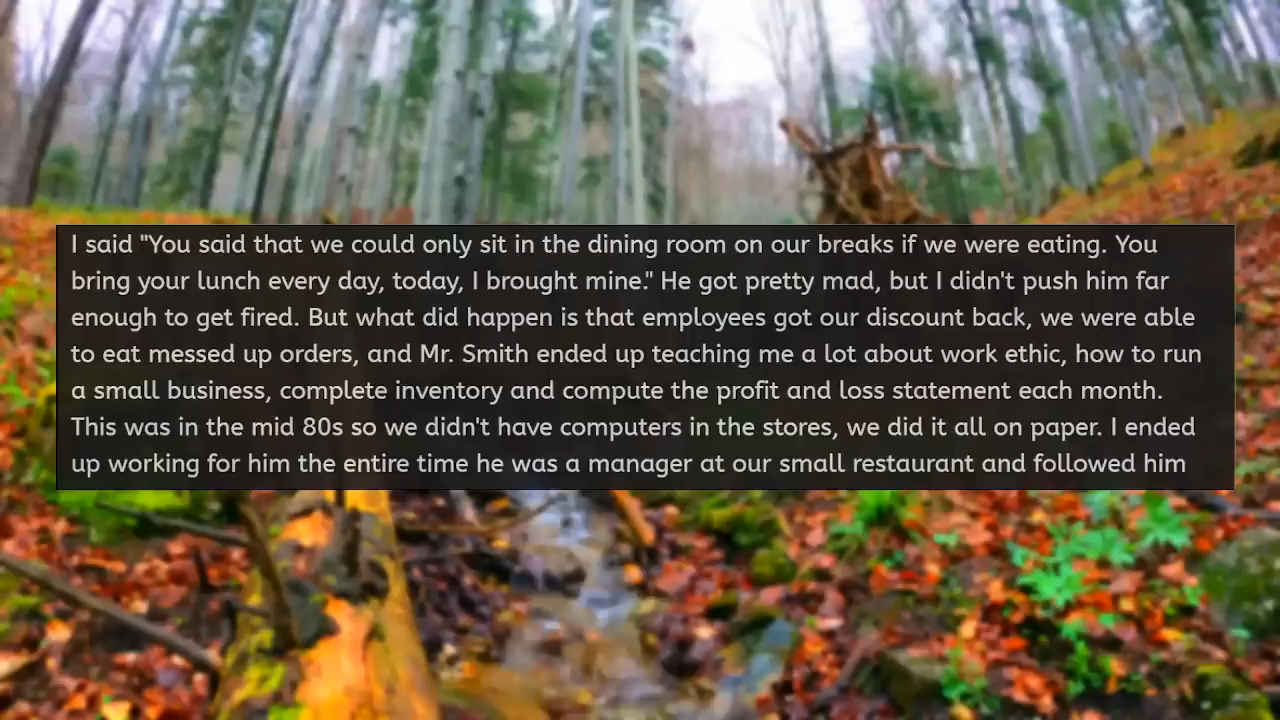 I said "You said that we could only sit in the dining room on our breaks if we were eating. You
bring your lunch every day, today, I brought mine." He got pretty mad, but I didn't push him far
enough to get fired. But what did happen is that employees got our discount back, we were able
to eat messed up orders, and Mr. Smith ended up teaching me a lot about work ethic, how to run
a small business, complete inventory and compute the profit and loss statement each month.
This was in the mid 80s so we didn't have computers in the stores, we did it all on paper. I ended
up working for him the entire time he was a manager at our small restaurant and followed him